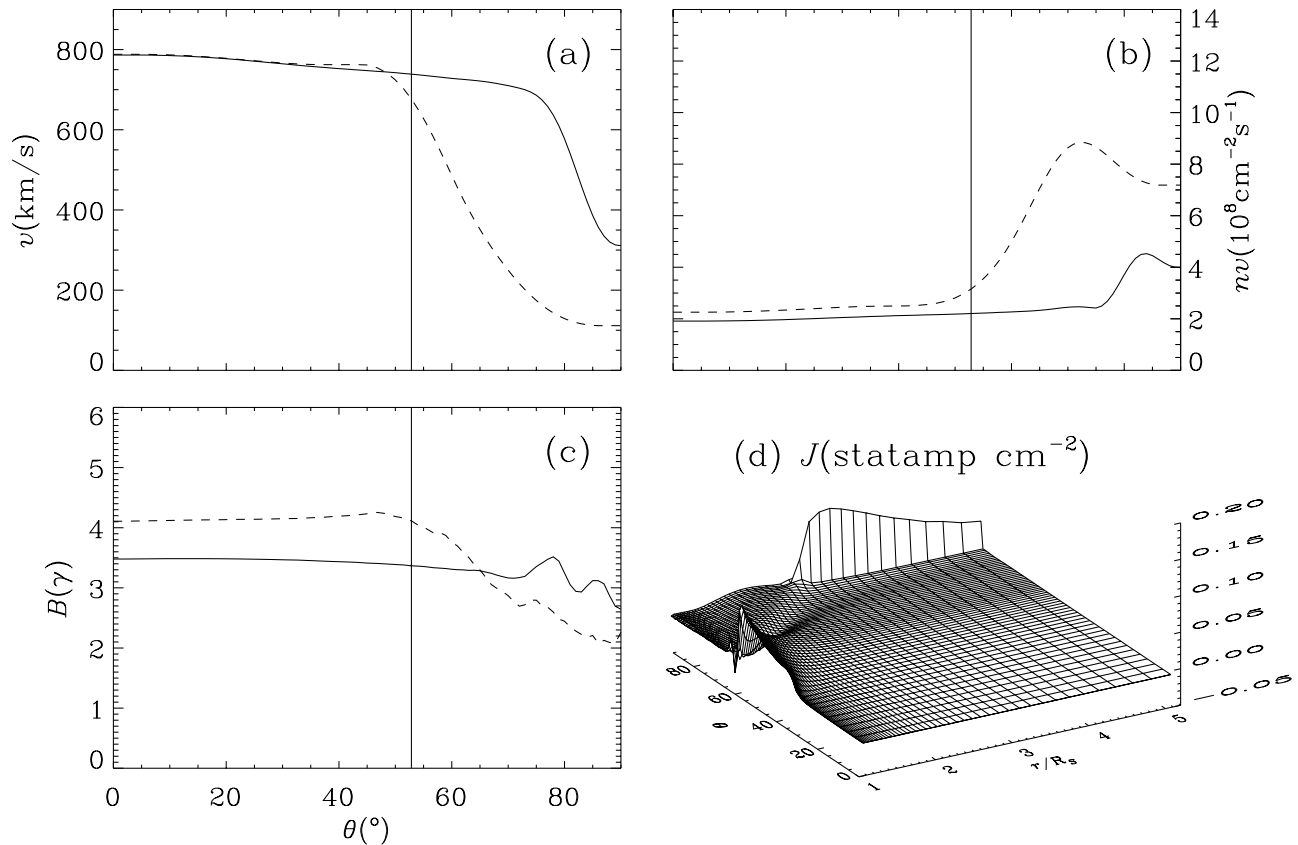 800
600
400
200
0
v(km/s)
(a)
14
12
10
8
6
4
2
0
nv(10⁸cm⁻²s⁻¹)
(b)
6
5
4
3
2
1
0
B(γ)
(c)
0 20 40 60 80
θ(°)
(d) J(statamp cm⁻²)
0.20
0.15
0.10
0.05
0.00
−0.05
80 60 40 20 0
θ
1 2 3 4 5
r/Rₛ